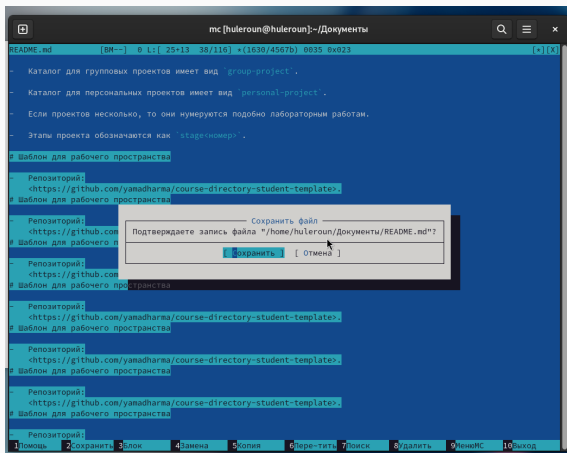 mc [huleroun@huleroun]:~/Документы
README.md [BM--] 0 L:[ 25+13 38/116] *(1630/4567b) 0035 0x023 [*][X]
- Каталог для групповых проектов имеет вид `group-project`.
- Каталог для персональных проектов имеет вид `personal-project`.
- Если проектов несколько, то они нумеруются подобно лабораторным работам.
- Этапы проекта обозначаются как `stage<номер>`.
# Шаблон для рабочего пространства
- Репозиторий:
<https://github.com/yamadharma/course-directory-student-template>.
# Шаблон для рабочего пространства
- Репозиторий:
<https://github.com
# Шаблон для рабочего п
- Репозиторий:
<https://github.com
# Шаблон для рабочего пространства
Сохранить файл
Подтверждаете запись файла "/home/huleroun/Документы/README.md"?
[ Сохранить ] [ Отмена ]
- Репозиторий:
<https://github.com/yamadharma/course-directory-student-template>.
# Шаблон для рабочего пространства
- Репозиторий:
<https://github.com/yamadharma/course-directory-student-template>.
# Шаблон для рабочего пространства
- Репозиторий:
<https://github.com/yamadharma/course-directory-student-template>.
# Шаблон для рабочего пространства
- Репозиторий:
1Помощь 2Сохранить 3Блок 4Замена 5Копия 6Пере~тить 7Поиск 8Удалить 9МенюMC 10Выход